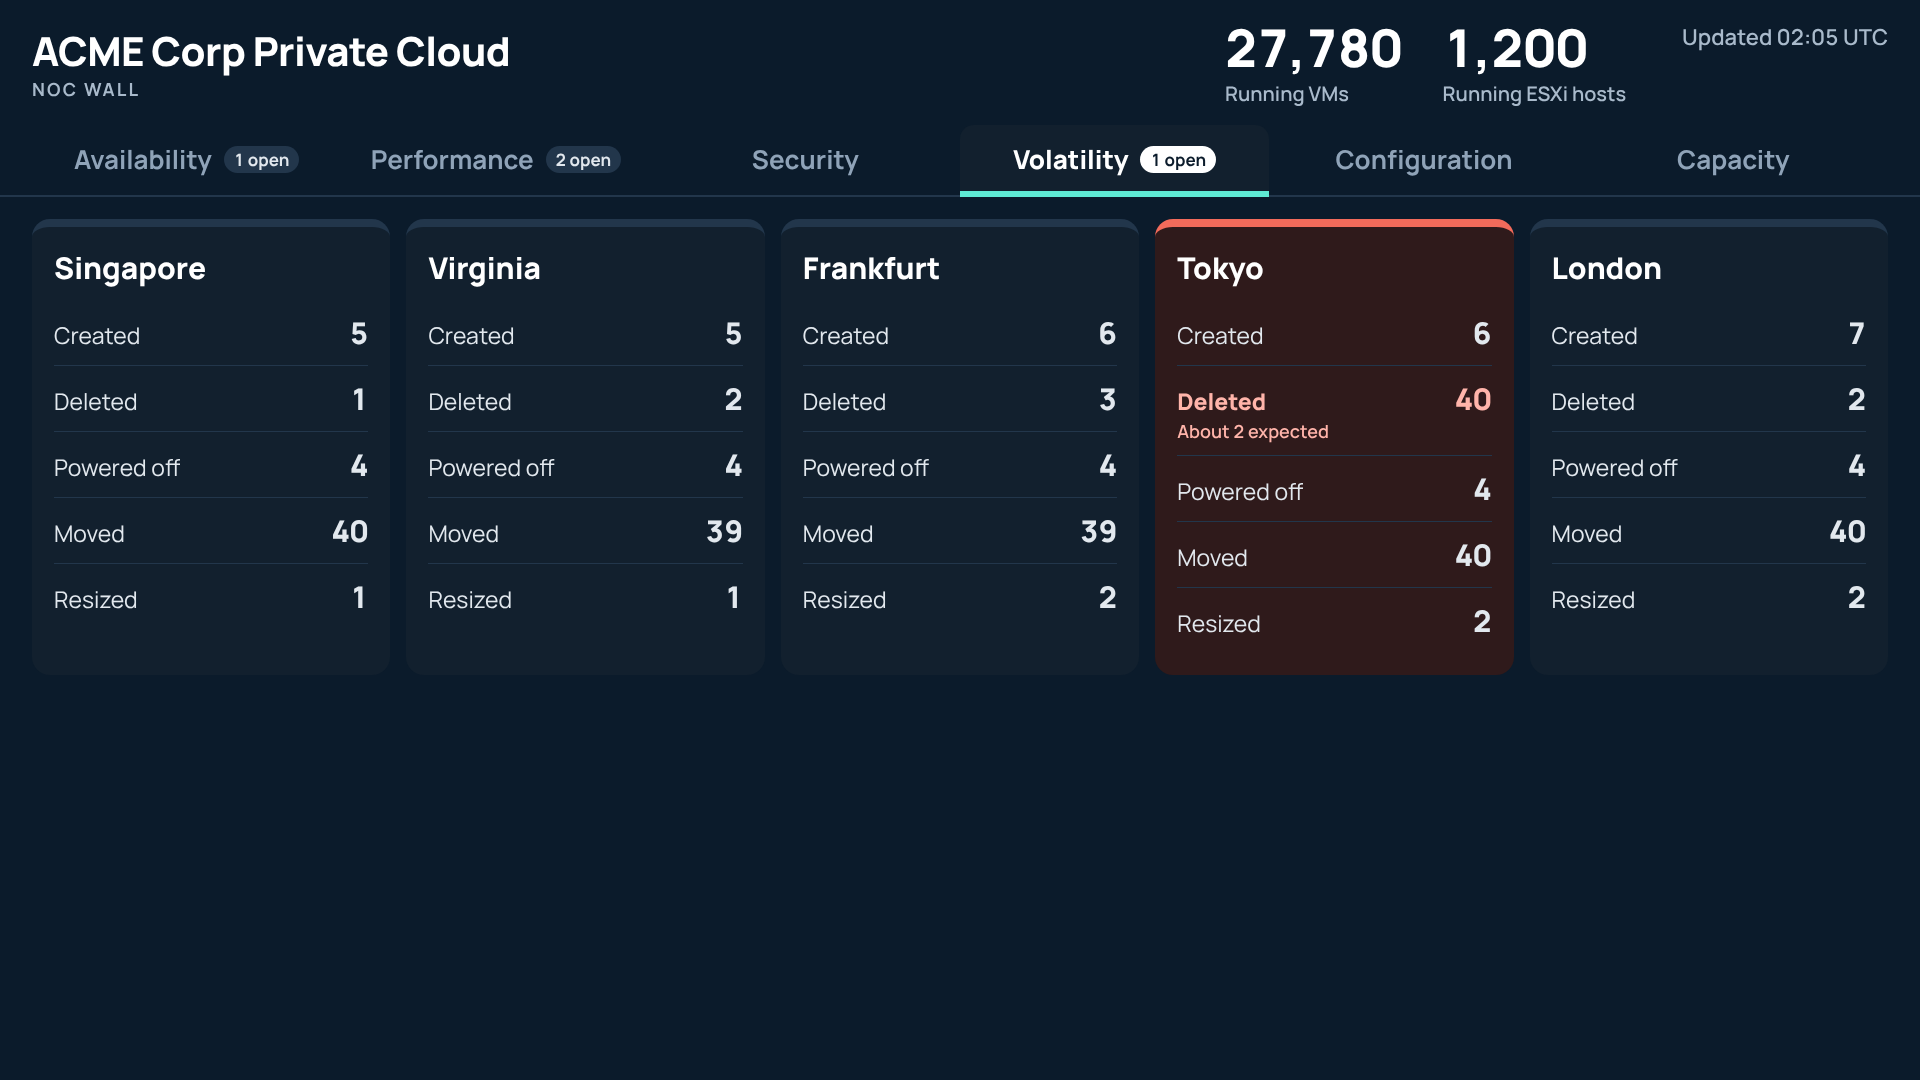 ACME Corp Private Cloud
NOC WALL
27,780
Running VMs
1,200
Running ESXi hosts
Updated 02:05 UTC
Availability 1 open
Performance 2 open
Security
Volatility 1 open
Configuration
Capacity
Singapore
Created 5
Deleted 1
Powered off 4
Moved 40
Resized 1
Virginia
Created 5
Deleted 2
Powered off 4
Moved 39
Resized 1
Frankfurt
Created 6
Deleted 3
Powered off 4
Moved 39
Resized 2
Tokyo
Created 6
Deleted 40
About 2 expected
Powered off 4
Moved 40
Resized 2
London
Created 7
Deleted 2
Powered off 4
Moved 40
Resized 2